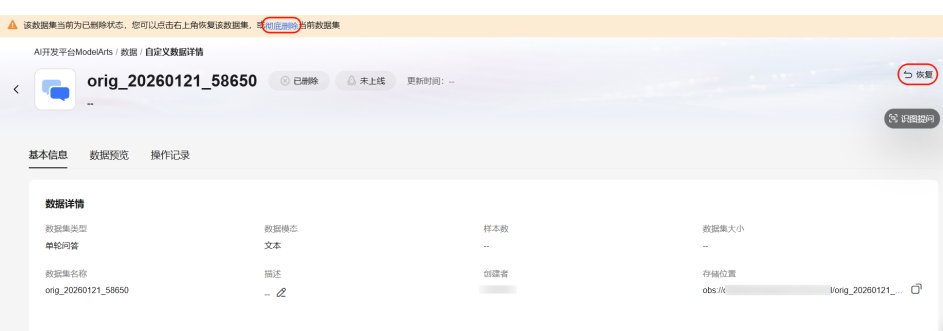 该数据集当前为已删除状态，您可以点击右上角恢复该数据集，或彻底删除当前数据集
AI开发平台ModelArts / 数据 / 自定义数据详情
orig_20260121_58650 已删除 未上线 更新时间：--
恢复
--
识图提问
基本信息 数据预览 操作记录
数据详情
数据集类型 数据模态 样本数 数据集大小
单轮问答 文本 -- --
数据集名称 描述 创建者 存储位置
orig_20260121_58650 -- obs:// l/orig_20260121_...